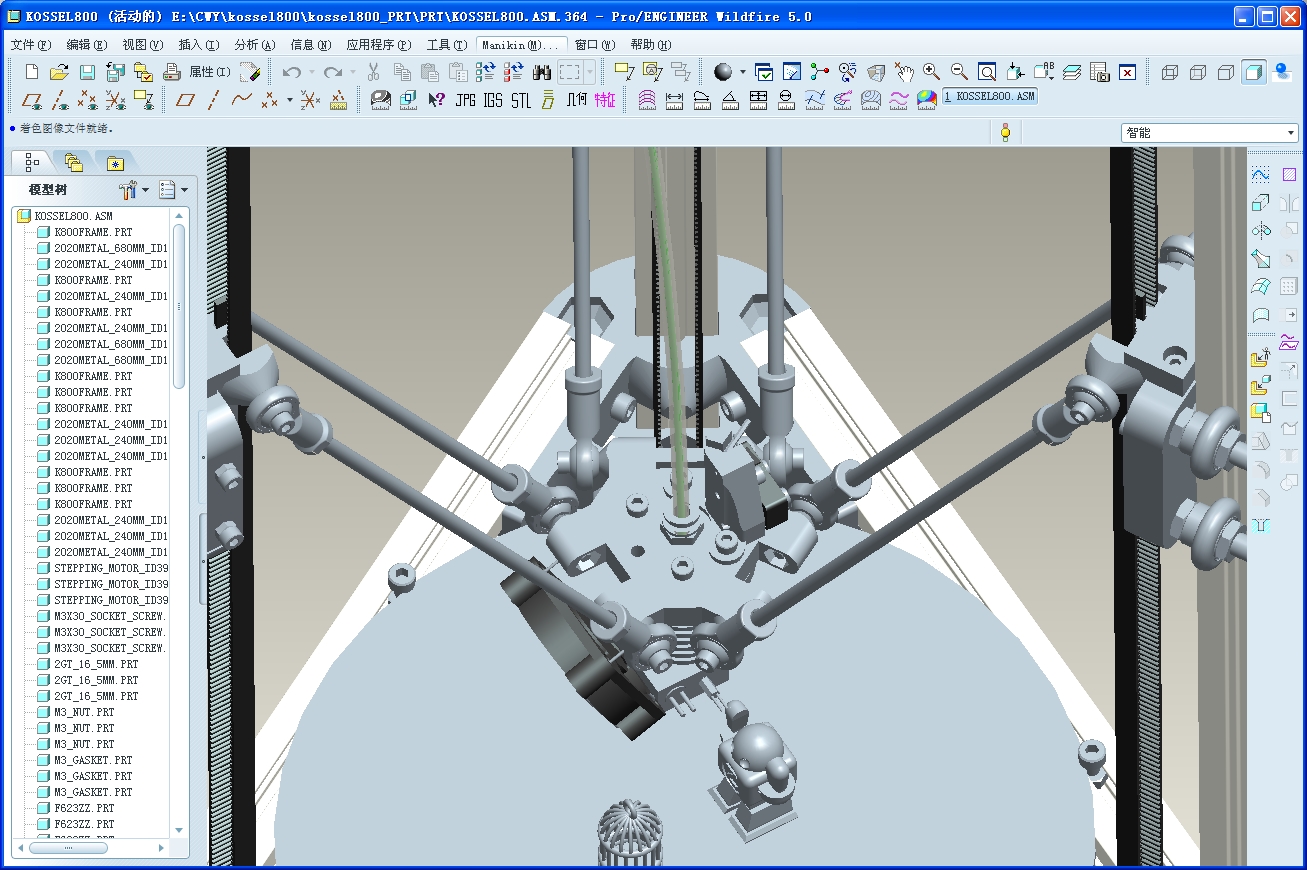 KOSSEL800 (活动的) E:\CWY\kossel800\kossel800_PRT\PRT\KOSSEL800.ASM.364 - Pro/ENGINEER Wildfire 5.0
文件(F) 编辑(E) 视图(V) 插入(I) 分析(A) 信息(N) 应用程序(P) 工具(T) Manikin(M)... 窗口(W) 帮助(H)
属性(I)
JPG IGS STL 几何 特征 1 KOSSEL800.ASM
着色图像文件就绪.
智能
模型树
KOSSEL800.ASM
K800FRAME.PRT
2020METAL_680MM_ID1
2020METAL_240MM_ID1
K800FRAME.PRT
2020METAL_240MM_ID1
K800FRAME.PRT
2020METAL_240MM_ID1
2020METAL_680MM_ID1
2020METAL_680MM_ID1
K800FRAME.PRT
K800FRAME.PRT
K800FRAME.PRT
2020METAL_240MM_ID1
2020METAL_240MM_ID1
2020METAL_240MM_ID1
K800FRAME.PRT
K800FRAME.PRT
K800FRAME.PRT
2020METAL_240MM_ID1
2020METAL_240MM_ID1
2020METAL_240MM_ID1
STEPPING_MOTOR_ID39
STEPPING_MOTOR_ID39
STEPPING_MOTOR_ID39
M3X30_SOCKET_SCREW.
M3X30_SOCKET_SCREW.
M3X30_SOCKET_SCREW.
2GT_16_5MM.PRT
2GT_16_5MM.PRT
2GT_16_5MM.PRT
M3_NUT.PRT
M3_NUT.PRT
M3_NUT.PRT
M3_GASKET.PRT
M3_GASKET.PRT
M3_GASKET.PRT
F623ZZ.PRT
F623ZZ.PRT